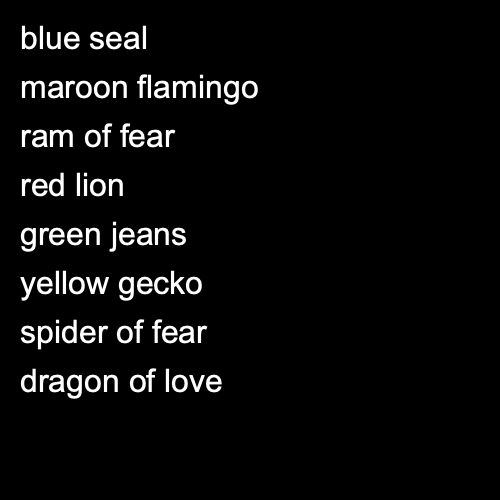 blue seal
maroon flamingo
ram of fear
red lion
green jeans
yellow gecko
spider of fear
dragon of love